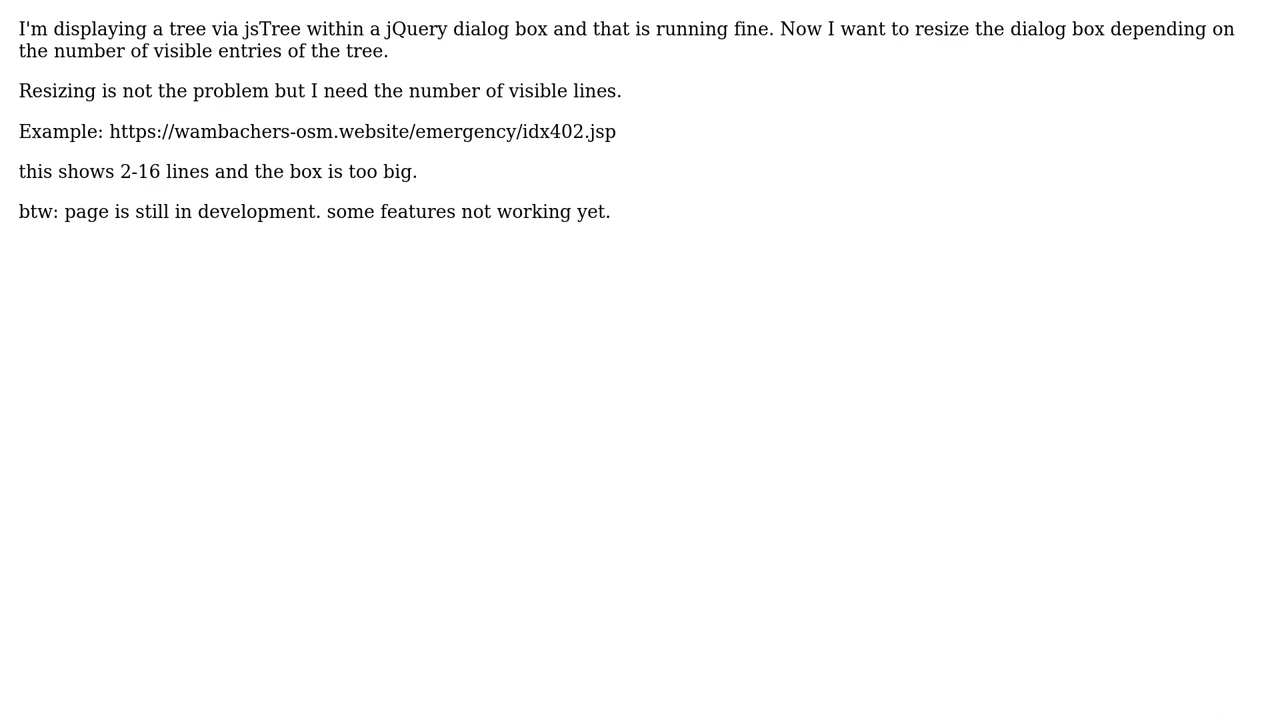 I'm displaying a tree via jsTree within a jQuery dialog box and that is running fine. Now I want to resize the dialog box depending on
the number of visible entries of the tree.
Resizing is not the problem but I need the number of visible lines.
Example: https://wambachers-osm.website/emergency/idx402.jsp
this shows 2-16 lines and the box is too big.
btw: page is still in development. some features not working yet.